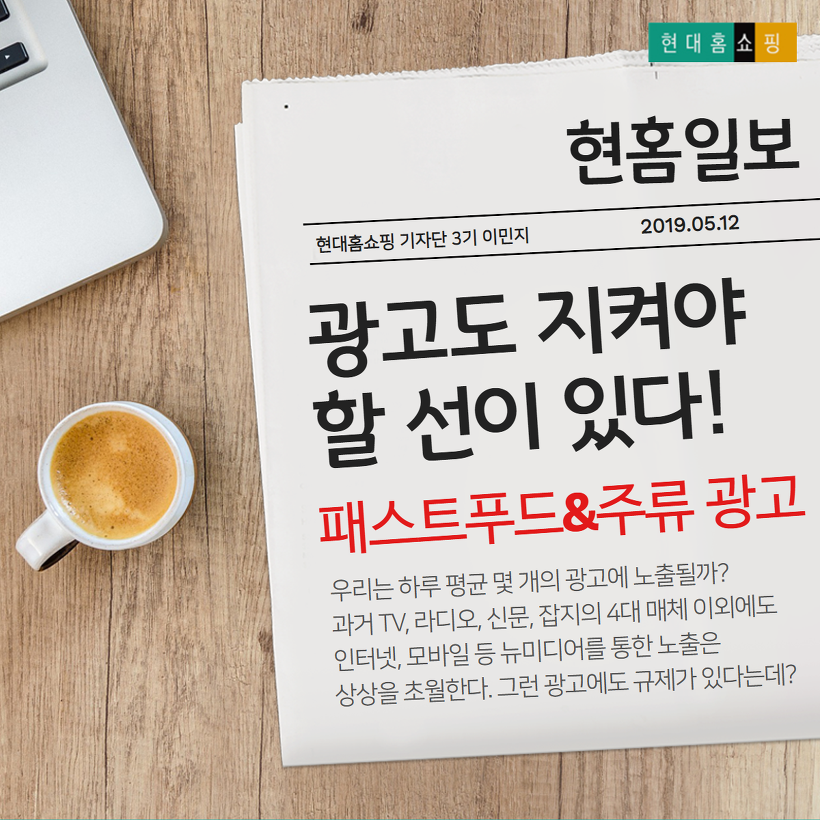 현대홈쇼핑
현홈일보
현대홈쇼핑 기자단 3기 이민지
2019.05.12
광고도 지켜야
할 선이 있다!
패스트푸드&주류 광고
우리는 하루 평균 몇 개의 광고에 노출될까?
과거 TV, 라디오, 신문, 잡지의 4대 매체 이외에도
인터넷, 모바일 등 뉴미디어를 통한 노출은
상상을 초월한다. 그런 광고에도 규제가 있다는데?